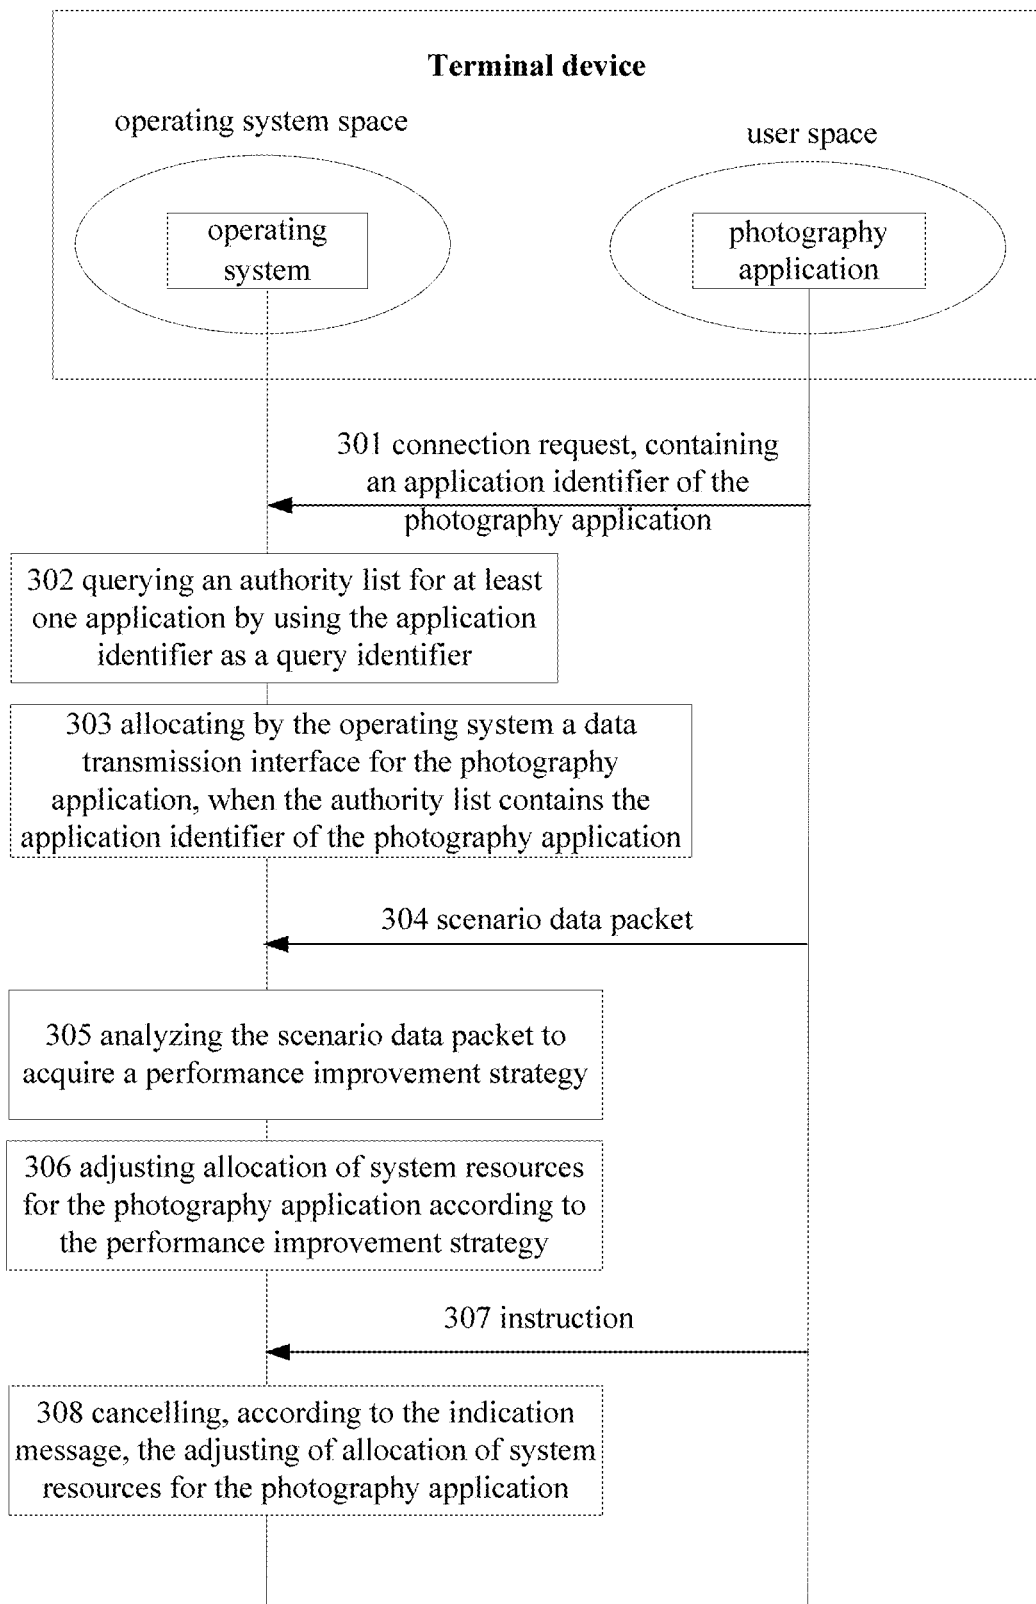 Terminal device
operating system space
user space
operating
system
photography
application
301 connection request, containing
an application identifier of the
photography application
302 querying an authority list for at least
one application by using the application
identifier as a query identifier
303 allocating by the operating system a data
transmission interface for the photography
application, when the authority list contains the
application identifier of the photography application
304 scenario data packet
305 analyzing the scenario data packet to
acquire a performance improvement strategy
306 adjusting allocation of system resources
for the photography application according to
the performance improvement strategy
307 instruction
308 cancelling, according to the indication
message, the adjusting of allocation of system
resources for the photography application